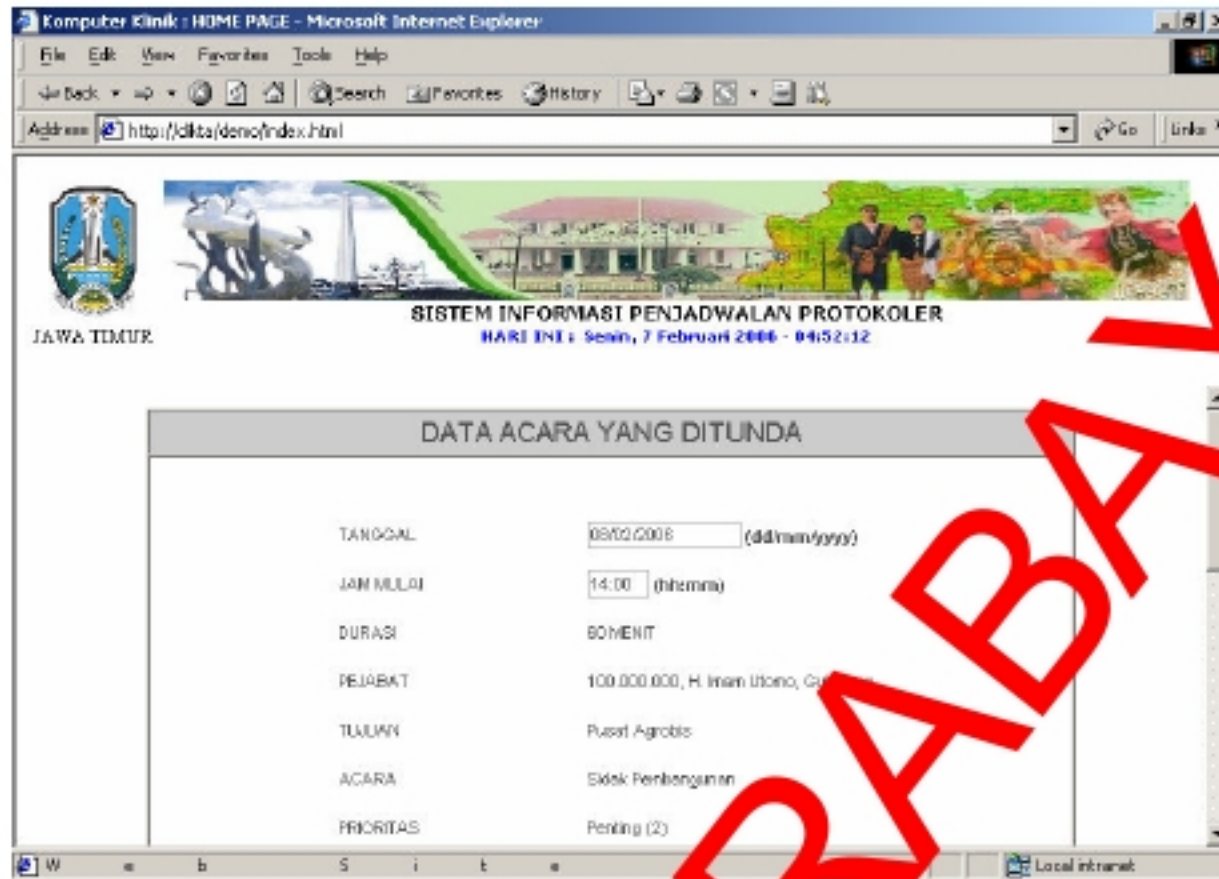 Komputer Klinik : HOME PAGE - Microsoft Internet Explorer
File Edit View Favorites Tools Help
Back Search Favorites History
Address http://dikta/demo/index.html Go Links
JAWA TIMUR
SISTEM INFORMASI PENJADWALAN PROTOKOLER
HARI INI : Senin, 7 Februari 2006 - 04:52:12
DATA ACARA YANG DITUNDA
TANGGAL 08/02/2006 (dd/mm/yyyy)
JAM MULAI 14:00 (hh:mm)
DURASI 60 MENIT
PEJABAT 100.000.000, H. Imam Utomo,
TUJUAN Pusat Agrobis
ACARA Sidak Pembangunan
PRIORITAS Penting (2)
W e b S i t e Local intranet
RABAY